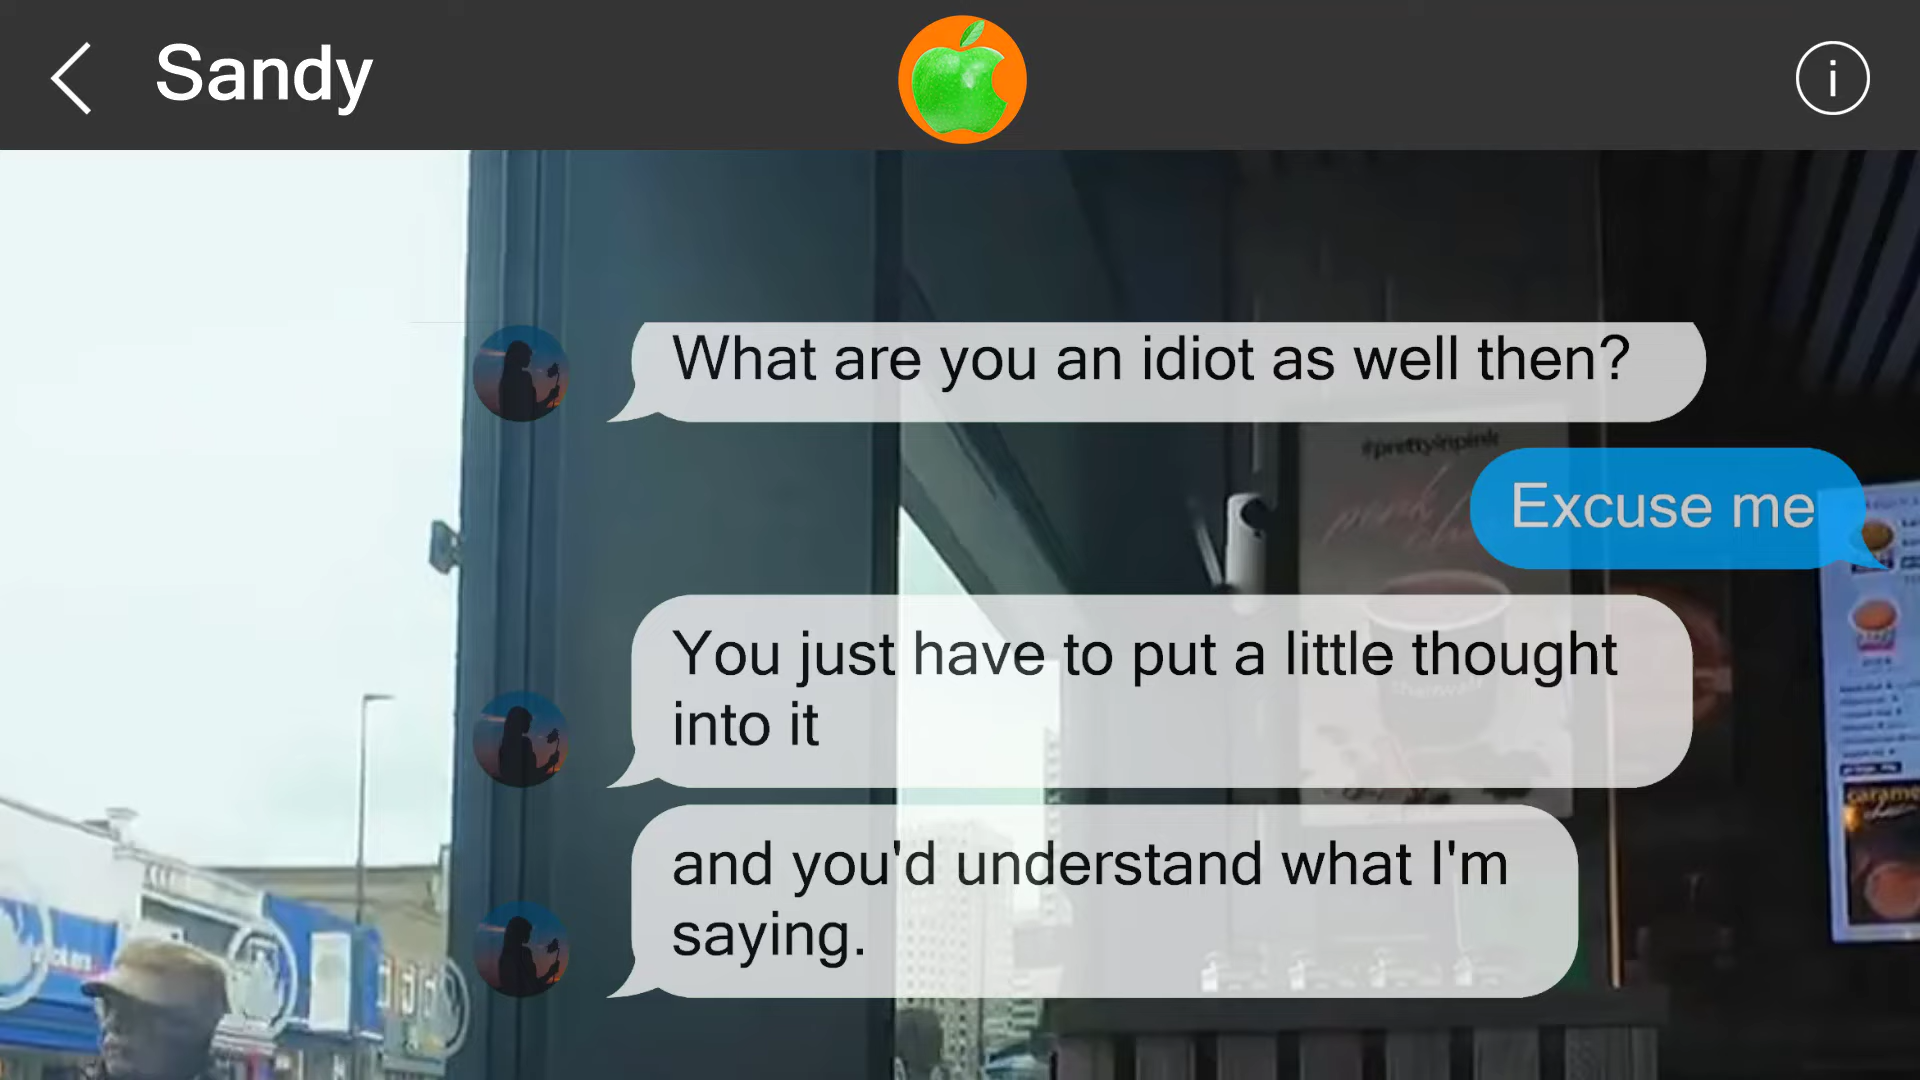 Sandy
What are you an idiot as well then?
#prettyinpink
Excuse me
You just have to put a little thought
into it
and you'd understand what I'm
saying.